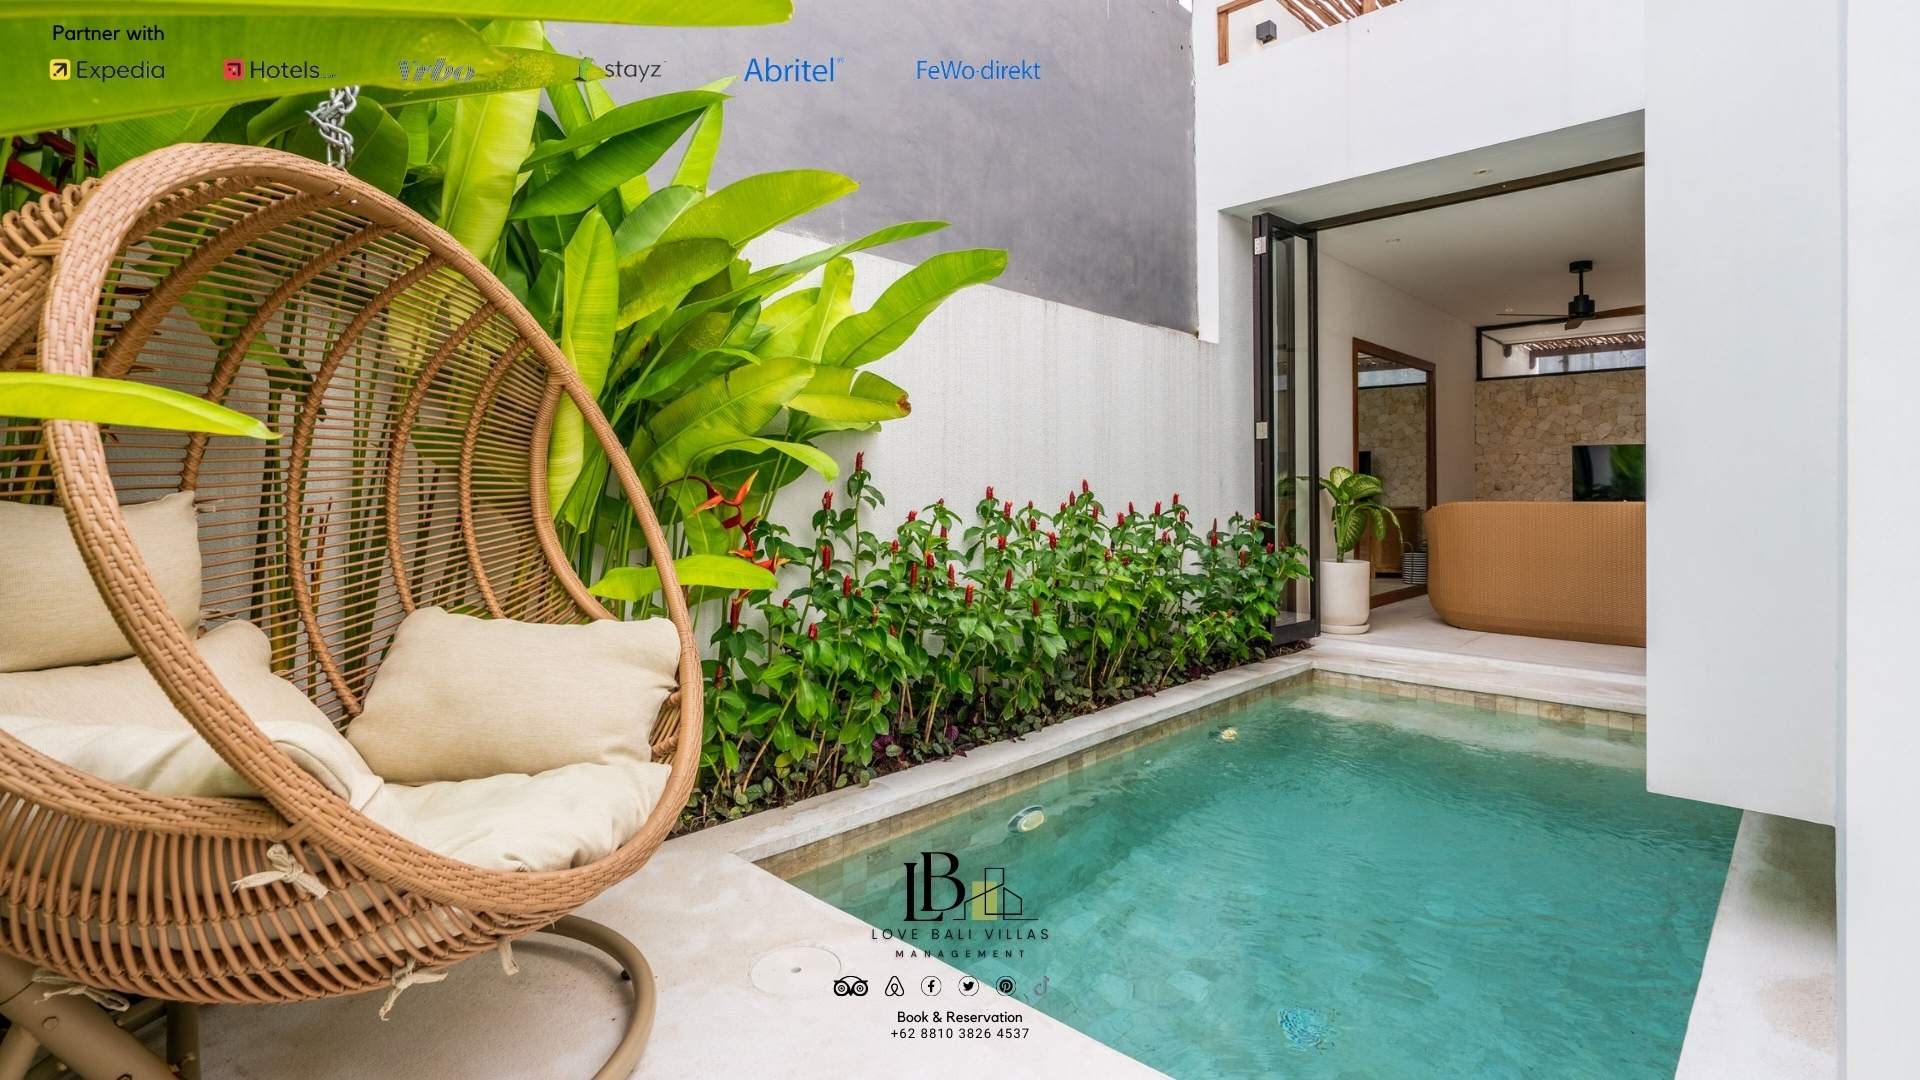 Partner with
Expedia Hotels Vrbo stayz Abritel FeWo-direkt
LB
LOVE BALI VILLAS
MANAGEMENT
Book & Reservation
+62 8810 3826 4537